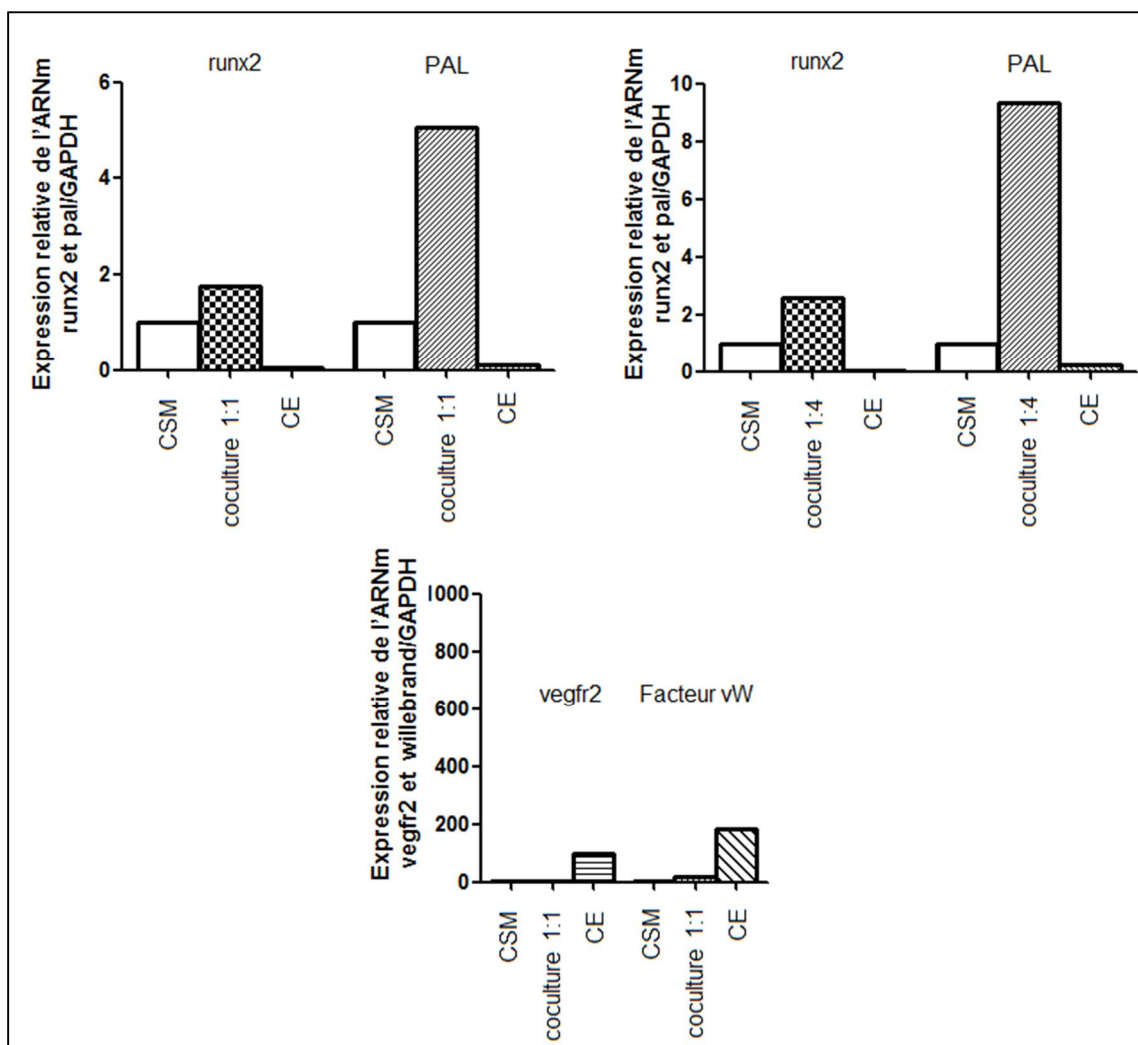 runx2 PAL
Expression relative de l'ARNm
runx2 et pal/GAPDH
6
4
2
0
CSM
coculture 1:1
CE
CSM
coculture 1:1
CE
runx2 PAL
Expression relative de l'ARNm
runx2 et pal/GAPDH
10
8
6
4
2
0
CSM
coculture 1:4
CE
CSM
coculture 1:4
CE
Expression relative de l'ARNm
vegfr2 et willebrand/GAPDH
1000
800
600
400
200
0
vegfr2 Facteur vW
CSM
coculture 1:1
CE
CSM
coculture 1:1
CE